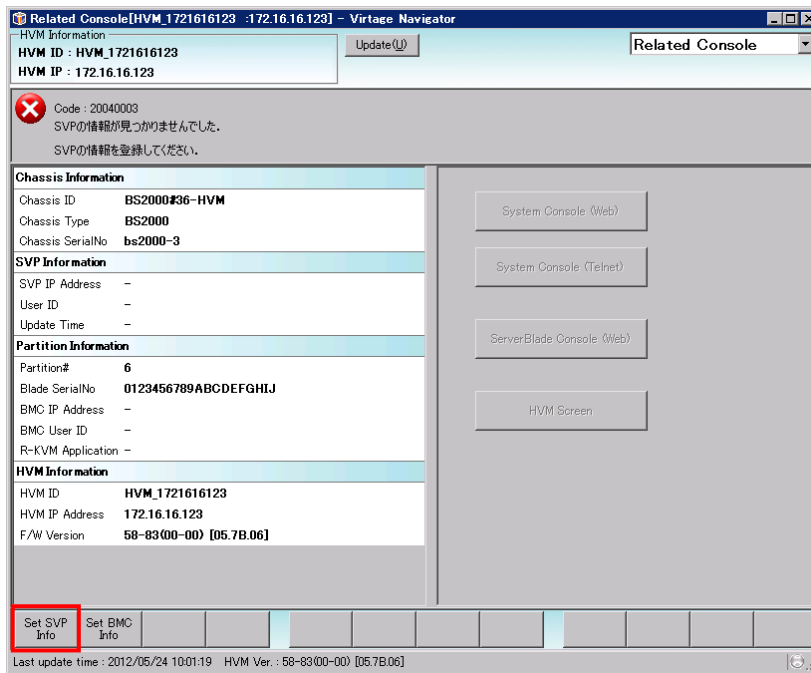 Related Console[HVM_1721616123 :172.16.16.123] - Virtage Navigator
HVM Information
HVM ID : HVM_1721616123
HVM IP : 172.16.16.123
Update(U)
Related Console
Code : 20040003
SVPの情報が見つかりませんでした。
SVPの情報を登録してください。
Chassis Information
Chassis ID BS2000#36-HVM
Chassis Type BS2000
Chassis SerialNo bs2000-3
SVP Information
SVP IP Address -
User ID -
Update Time -
Partition Information
Partition# 6
Blade SerialNo 0123456789ABCDEFGHIJ
BMC IP Address -
BMC User ID -
R-KVM Application -
HVM Information
HVM ID HVM_1721616123
HVM IP Address 172.16.16.123
F/W Version 58-83(00-00) [05.7B.06]
System Console (Web)
System Console (Telnet)
ServerBlade Console (Web)
HVM Screen
Set SVP Info
Set BMC Info
Last update time : 2012/05/24 10:01:19 HVM Ver. : 58-83(00-00) [05.7B.06]